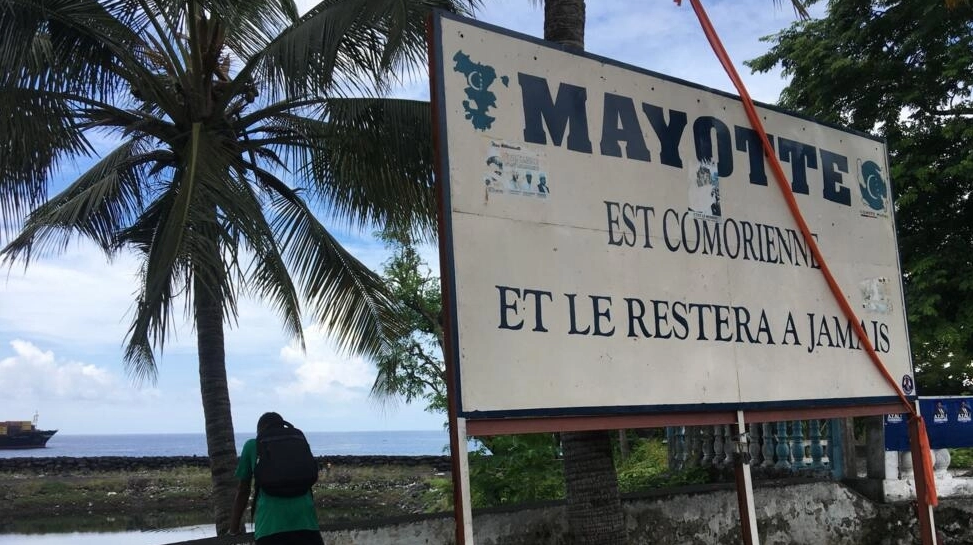 MAYOTTE
EST COMORIENNE
ET LE RESTERA A JAMAIS